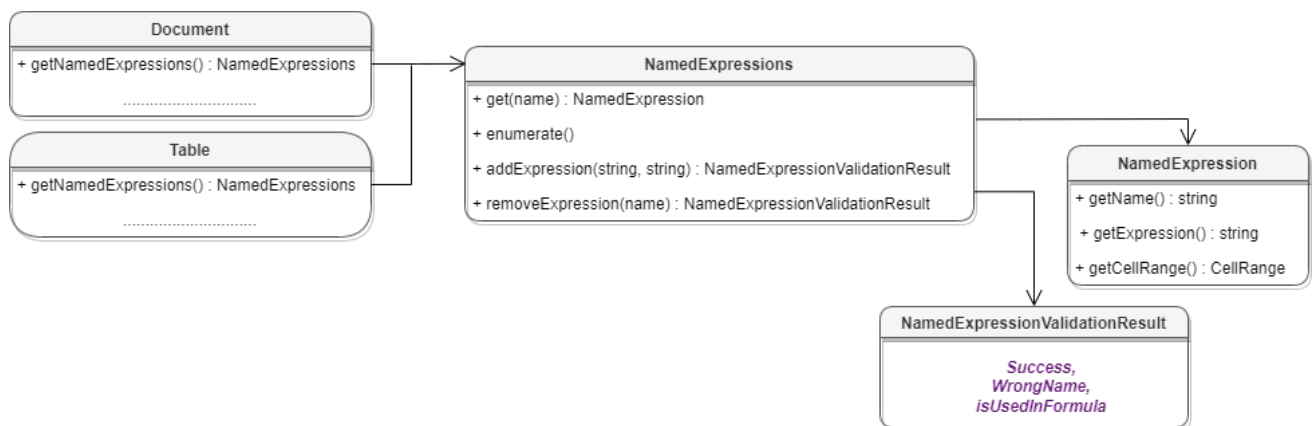 Document
+ getNamedExpressions() : NamedExpressions
..............................
Table
+ getNamedExpressions() : NamedExpressions
..............................
NamedExpressions
+ get(name) : NamedExpression
+ enumerate()
+ addExpression(string, string) : NamedExpressionValidationResult
+ removeExpression(name) : NamedExpressionValidationResult
NamedExpression
+ getName() : string
+ getExpression() : string
+ getCellRange() : CellRange
NamedExpressionValidationResult
Success,
WrongName,
isUsedInFormula